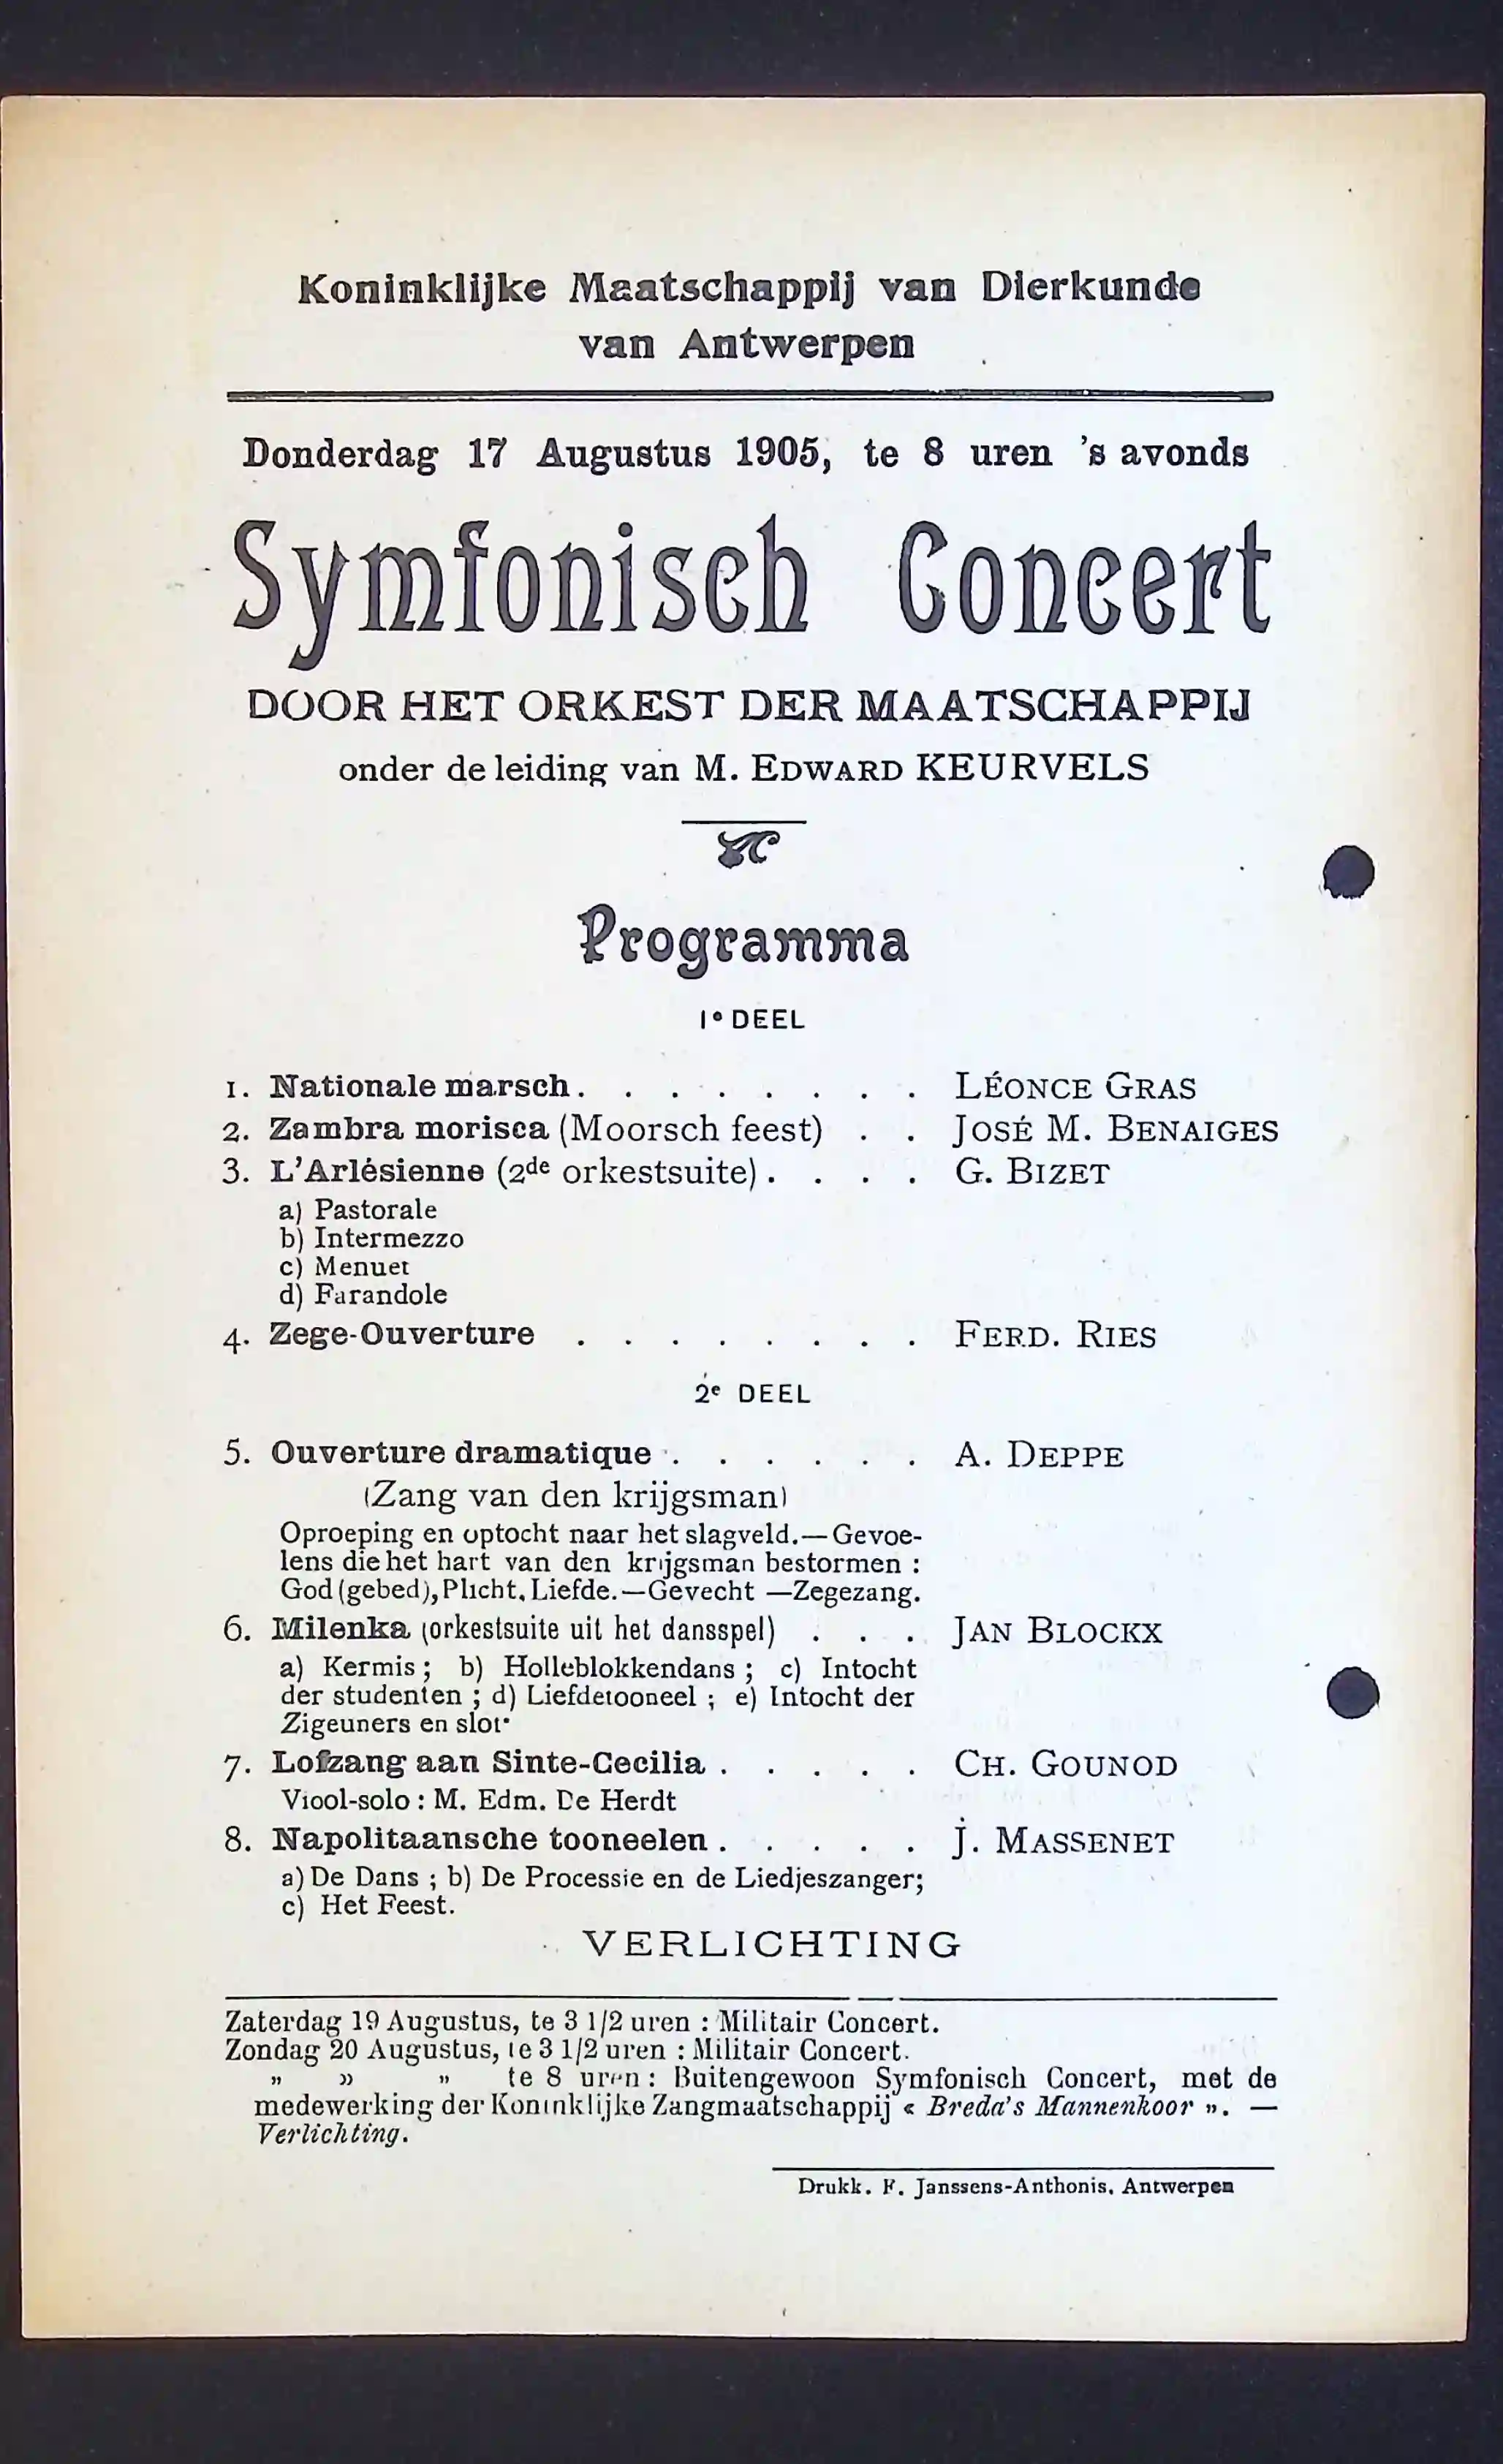 Koninklijke Maatschappij van Dierkunde
van Antwerpen
Donderdag 17 Augustus 1905, te 8 uren 's avonds
Symfonisch Concert
DOOR HET ORKEST DER MAATSCHAPPIJ
onder de leiding van M. EDWARD KEURVELS
Programma
1e DEEL
1. Nationale marsch. . . . . . . . LÉONCE GRAS
2. Zambra morisca (Moorsch feest) . . JOSÉ M. BENAIGES
3. L'Arlésienne (2de orkestsuite) . . . . G. BIZET
a) Pastorale
b) Intermezzo
c) Menuet
d) Farandole
4. Zege-Ouverture . . . . . . . . FERD. RIES
2e DEEL
5. Ouverture dramatique . . . . . . A. DEPPE
(Zang van den krijgsman)
Oproeping en optocht naar het slagveld.—Gevoe-
lens die het hart van den krijgsman bestormen :
God (gebed), Plicht, Liefde.—Gevecht —Zegezang.
6. Milenka (orkestsuite uit het dansspel) . . . JAN BLOCKX
a) Kermis ; b) Holleblokkendans ; c) Intocht
der studenten ; d) Liefdetooneel ; e) Intocht der
Zigeuners en slot.
7. Lofzang aan Sinte-Cecilia . . . . . CH. GOUNOD
Viool-solo : M. Edm. De Herdt
8. Napolitaansche tooneelen . . . . . J. MASSENET
a) De Dans ; b) De Processie en de Liedjeszanger;
c) Het Feest.
VERLICHTING
Zaterdag 19 Augustus, te 3 1/2 uren : Militair Concert.
Zondag 20 Augustus, te 3 1/2 uren : Militair Concert.
» » » te 8 uren : Buitengewoon Symfonisch Concert, met de
medewerking der Koninklijke Zangmaatschappij « Breda's Mannenkoor ». —
Verlichting.
Drukk. F. Janssens-Anthonis, Antwerpen